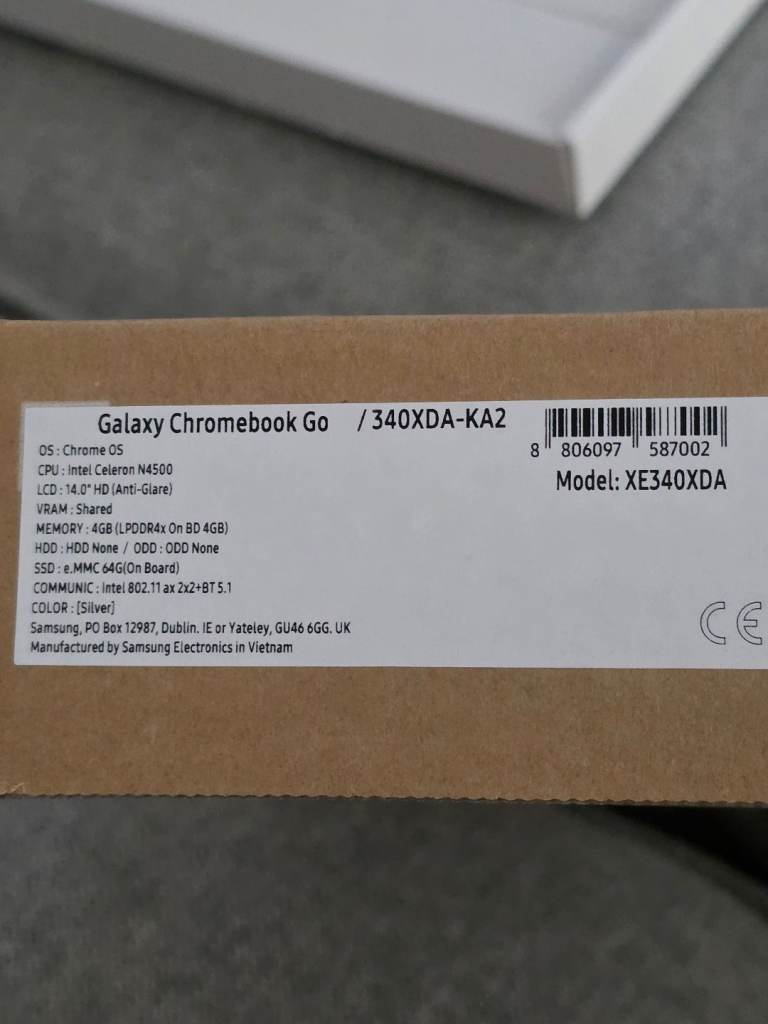 Galaxy Chromebook Go / 340XDA-KA2
OS : Chrome OS
CPU : Intel Celeron N4500
LCD : 14.0" HD (Anti-Glare)
VRAM : Shared
MEMORY : 4GB (LPDDR4x On BD 4GB)
HDD : HDD None / ODD : ODD None
SSD : e.MMC 64G(On Board)
COMMUNIC : Intel 802.11 ax 2x2+BT 5.1
COLOR : [Silver]
Samsung, PO Box 12987, Dublin. IE or Yateley, GU46 6GG. UK
Manufactured by Samsung Electronics in Vietnam
8 806097 587002
Model: XE340XDA
CE